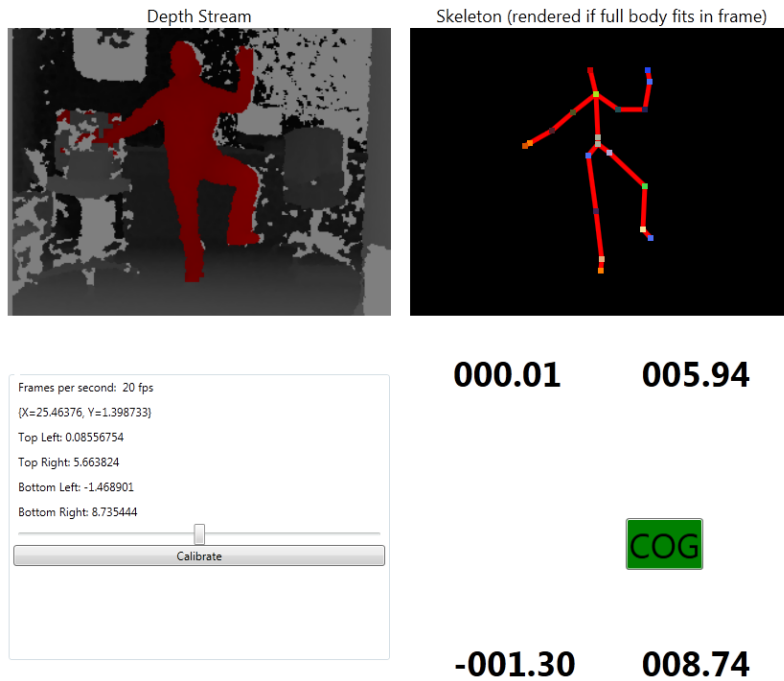 Depth Stream
Skeleton (rendered if full body fits in frame)
Frames per second:  20 fps
{X=25.46376, Y=1.398733}
Top Left: 0.08556754
Top Right: 5.663824
Bottom Left: -1.468901
Bottom Right: 8.735444
Calibrate
000.01 005.94
COG
-001.30 008.74